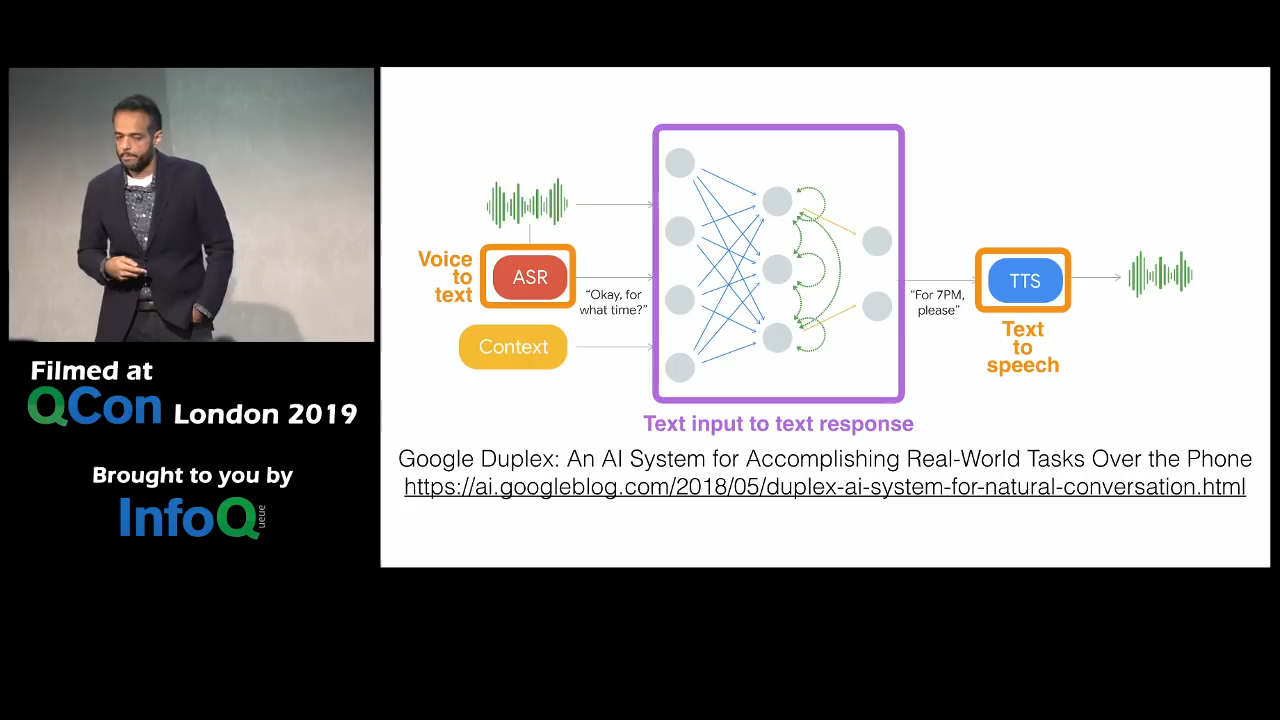 Filmed at
QCon London 2019
Brought to you by
InfoQ
ueue
Voice
to
text
ASR
Context
"Okay, for
what time?"
"For 7PM,
please"
TTS
Text
to
speech
Text input to text response
Google Duplex: An AI System for Accomplishing Real-World Tasks Over the Phone
https://ai.googleblog.com/2018/05/duplex-ai-system-for-natural-conversation.html